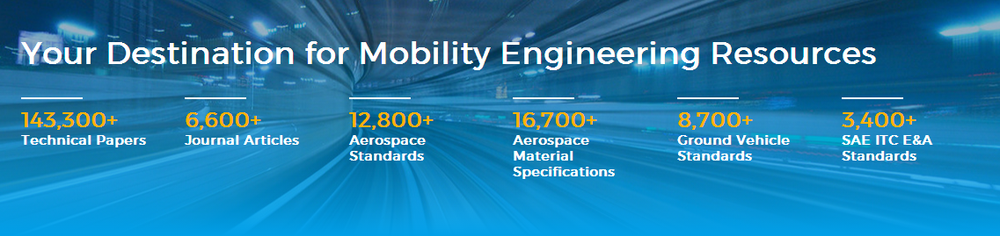 Your Destination for Mobility Engineering Resources
143,300+
Technical Papers
6,600+
Journal Articles
12,800+
Aerospace
Standards
16,700+
Aerospace
Material
Specifications
8,700+
Ground Vehicle
Standards
3,400+
SAE ITC E&A
Standards